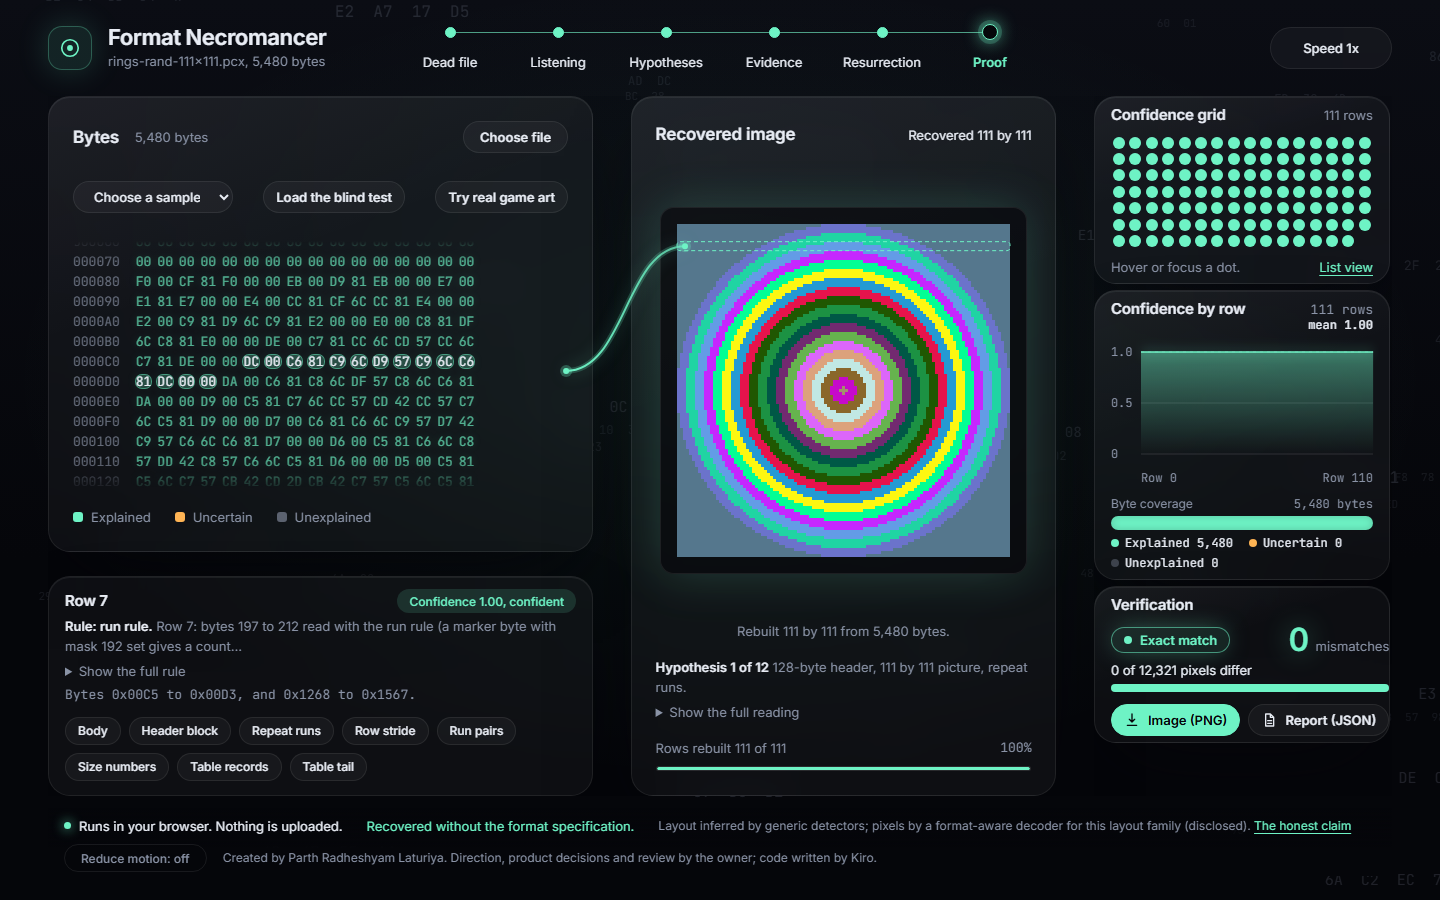 E2 A7 17 D5
Format Necromancer
rings-rand-111×111.pcx, 5,480 bytes
Dead file
Listening
Hypotheses
Evidence
Resurrection
Proof
Speed 1x
Bytes
5,480 bytes
Choose file
Choose a sample
Load the blind test
Try real game art
000070 00 00 00 00 00 00 00 00 00 00 00 00 00 00 00 00
000080 F0 00 CF 81 F0 00 00 EB 00 D9 81 EB 00 00 E7 00
000090 E1 81 E7 00 00 E4 00 CC 81 CF 6C CC 81 E4 00 00
0000A0 E2 00 C9 81 D9 6C C9 81 E2 00 00 E0 00 C8 81 DF
0000B0 6C C8 81 E0 00 00 DE 00 C7 81 CC 6C CD 57 CC 6C
0000C0 C7 81 DE 00 00 DC 00 C6 81 C9 6C D9 57 C9 6C C6
0000D0 81 DC 00 00 DA 00 C6 81 C8 6C DF 57 C8 6C C6 81
0000E0 DA 00 00 D9 00 C5 81 C7 6C CC 57 CD 42 CC 57 C7
0000F0 6C C5 81 D9 00 00 D7 00 C6 81 C6 6C C9 57 D7 42
000100 C9 57 C6 6C C6 81 D7 00 00 D6 00 C5 81 C6 6C C8
000110 57 DD 42 C8 57 C6 6C C5 81 D6 00 00 D5 00 C5 81
000120 C5 6C C7 57 CB 42 CD 2D CB 42 C7 57 C5 6C C5 81
Explained
Uncertain
Unexplained
Row 7
Confidence 1.00, confident
Rule: run rule. Row 7: bytes 197 to 212 read with the run rule (a marker byte with
mask 192 set gives a count...
Show the full rule
Bytes 0x00C5 to 0x00D3, and 0x1268 to 0x1567.
Body
Header block
Repeat runs
Row stride
Run pairs
Size numbers
Table records
Table tail
Recovered image
Recovered 111 by 111
Rebuilt 111 by 111 from 5,480 bytes.
Hypothesis 1 of 12 128-byte header, 111 by 111 picture, repeat
runs.
Show the full reading
Rows rebuilt 111 of 111
100%
Confidence grid
111 rows
Hover or focus a dot.
List view
Confidence by row
111 rows
mean 1.00
1.0
0.5
0
Row 0
Row 110
Byte coverage
5,480 bytes
Explained 5,480
Uncertain 0
Unexplained 0
Verification
Exact match
0 mismatches
0 of 12,321 pixels differ
Image (PNG)
Report (JSON)
Runs in your browser. Nothing is uploaded.
Recovered without the format specification.
Layout inferred by generic detectors; pixels by a format-aware decoder for this layout family (disclosed). The honest claim
Reduce motion: off
Created by Parth Radheshyam Laturiya. Direction, product decisions and review by the owner; code written by Kiro.